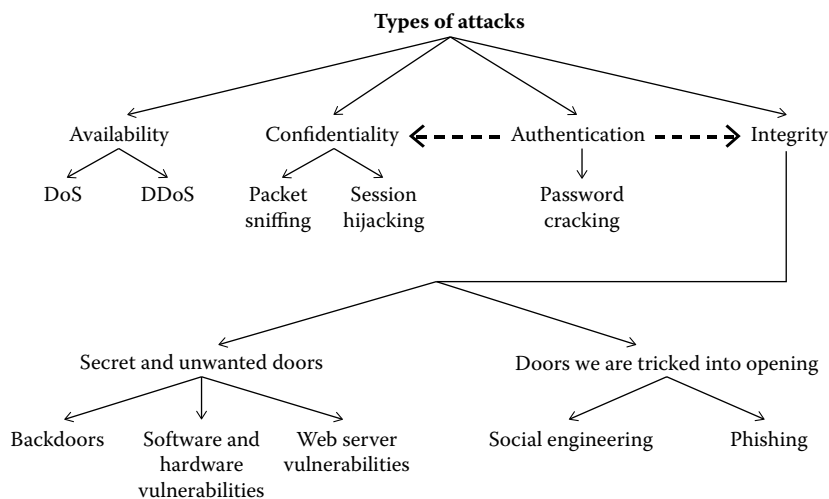 Types of attacks
Availability
Confidentiality
Authentication
Integrity
DoS
DDoS
Packet
sniffing
Session
hijacking
Password
cracking
Secret and unwanted doors
Doors we are tricked into opening
Backdoors
Software and
hardware
vulnerabilities
Web server
vulnerabilities
Social engineering
Phishing